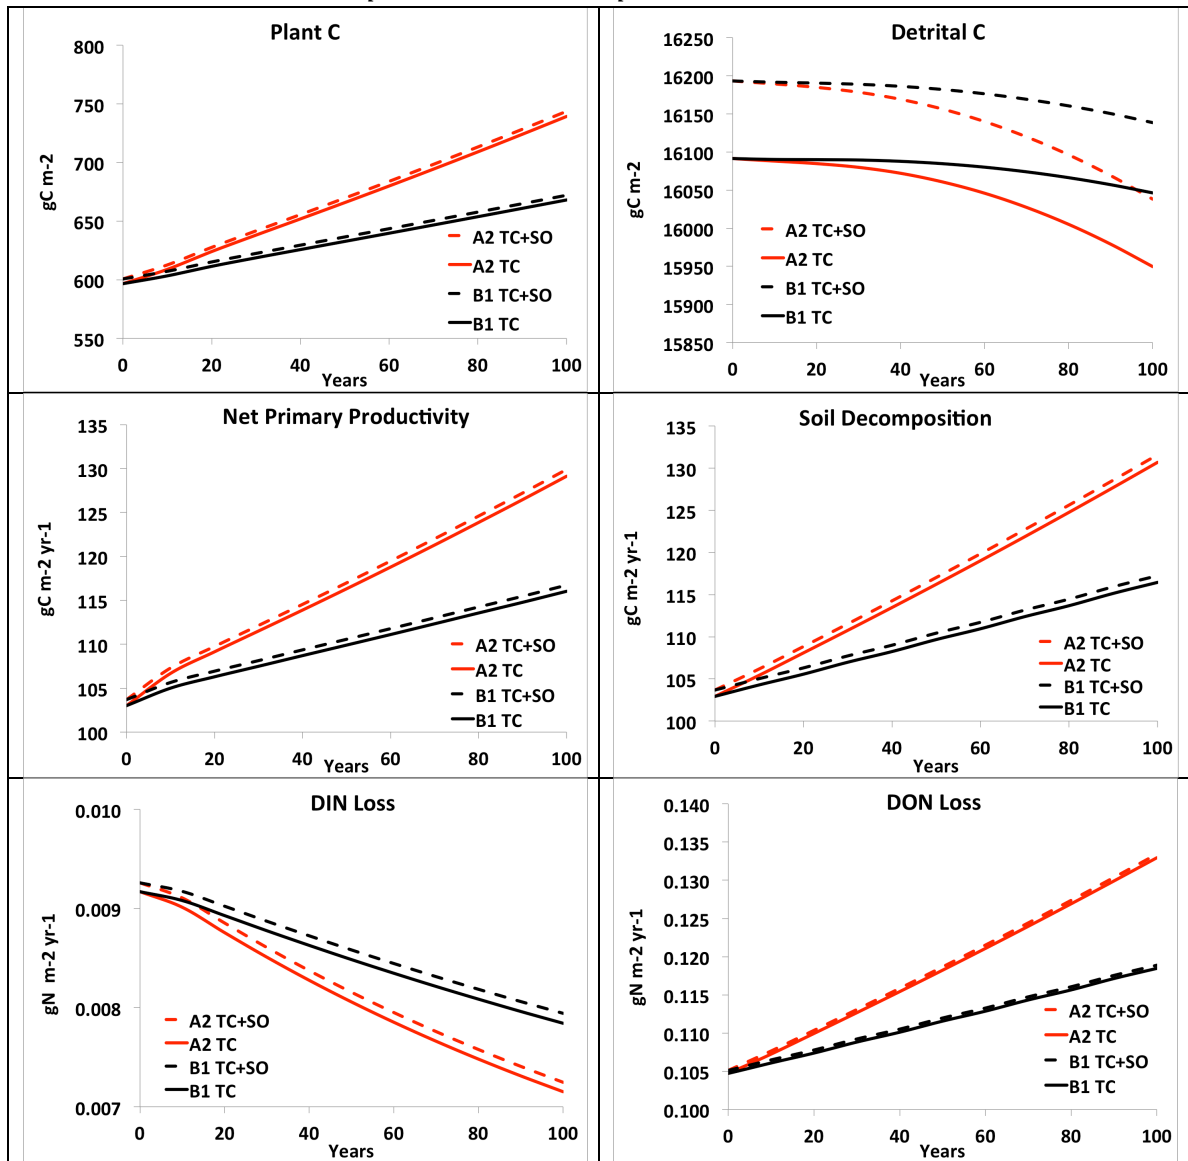 Plant C
800
750
700
650
600
550
gC m-2
A2 TC+SO
A2 TC
B1 TC+SO
B1 TC
0 20 40 60 80 100
Years
Detrital C
16250
16200
16150
16100
16050
16000
15950
15900
15850
gC m-2
A2 TC+SO
A2 TC
B1 TC+SO
B1 TC
0 20 40 60 80 100
Years
Net Primary Productivity
135
130
125
120
115
110
105
100
gC m-2 yr-1
A2 TC+SO
A2 TC
B1 TC+SO
B1 TC
0 20 40 60 80 100
Years
Soil Decomposition
135
130
125
120
115
110
105
100
gC m-2 yr-1
A2 TC+SO
A2 TC
B1 TC+SO
B1 TC
0 20 40 60 80 100
Years
DIN Loss
0.010
0.009
0.008
0.007
gN m-2 yr-1
A2 TC+SO
A2 TC
B1 TC+SO
B1 TC
0 20 40 60 80 100
Years
DON Loss
0.140
0.135
0.130
0.125
0.120
0.115
0.110
0.105
0.100
gN m-2 yr-1
A2 TC+SO
A2 TC
B1 TC+SO
B1 TC
0 20 40 60 80 100
Years